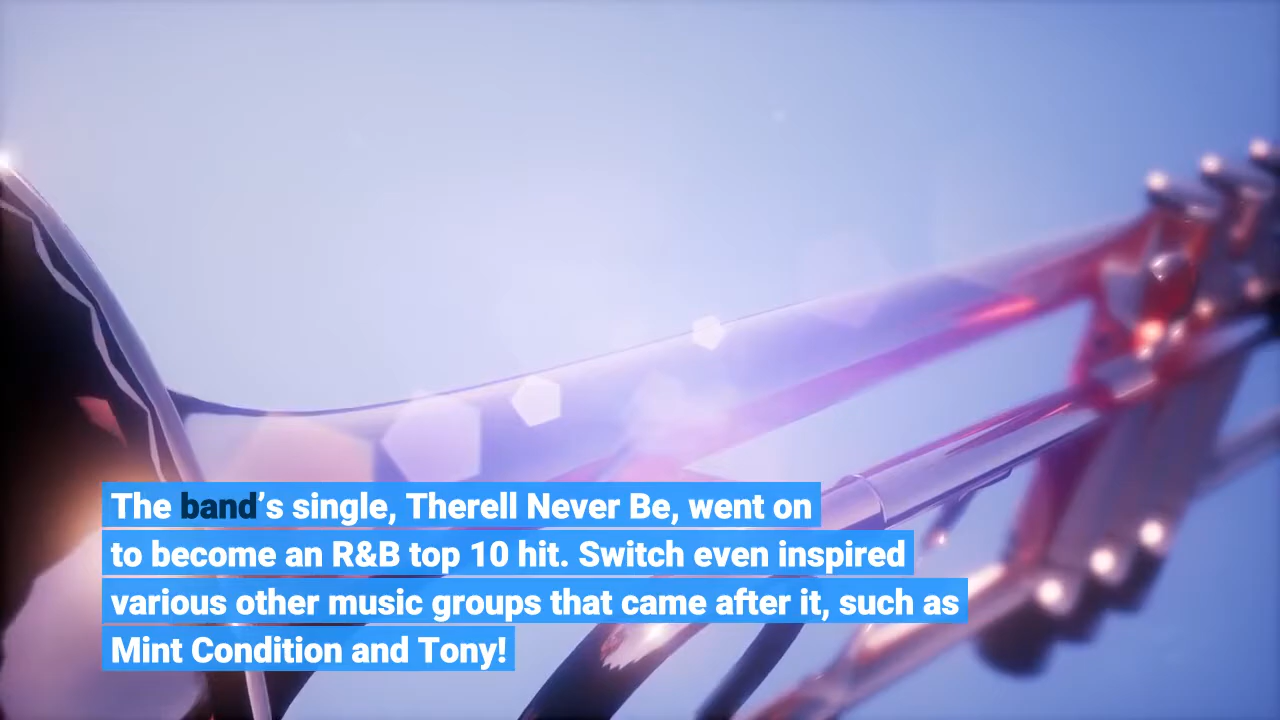 The band’s single, Therell Never Be, went on
to become an R&B top 10 hit. Switch even inspired
various other music groups that came after it, such as
Mint Condition and Tony!